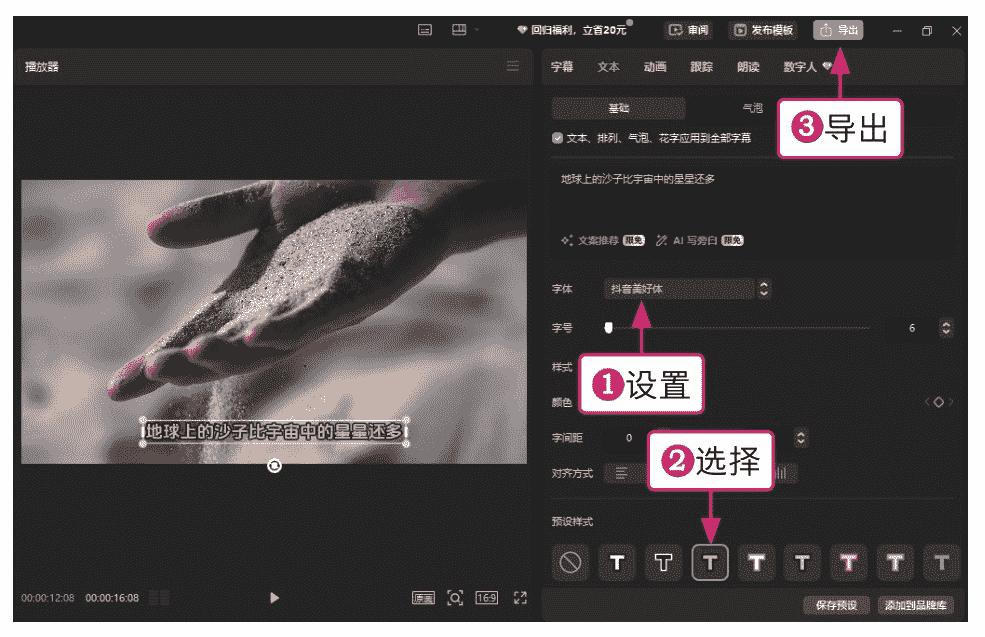 回归福利，立省20元
审阅
发布模板
导出
播放器
字幕 文本 动画 跟踪 朗读 数字人
基础 气泡
③导出
文本、排列、气泡、花字应用到全部字幕
地球上的沙子比宇宙中的星星还多
文案推荐 限免 AI 写旁白 限免
字体 抖音美好体
字号 6
样式
①设置
颜色
地球上的沙子比宇宙中的星星还多
字间距 0
②选择
对齐方式
预设样式
T T T T T T T T
00:00:12:08 00:00:16:08
原画 16:9
保存预设 添加到品牌库